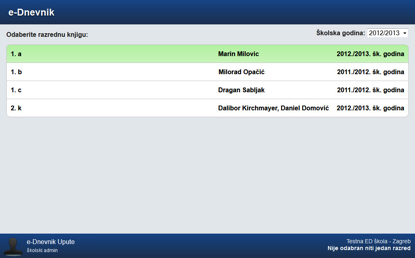 e-Dnevnik
Odaberite razrednu knjigu:
Školska godina: 2012/2013
1. a Marin Milovic 2012./2013. šk. godina
1. b Milorad Opačić 2011./2012. šk. godina
1. c Dragan Sabljak 2011./2012. šk. godina
2. k Dalibor Kirchmayer, Daniel Domović 2012./2013. šk. godina
e-Dnevnik Upute
Školski admin
Testna ED škola - Zagreb
Nije odabran niti jedan razred